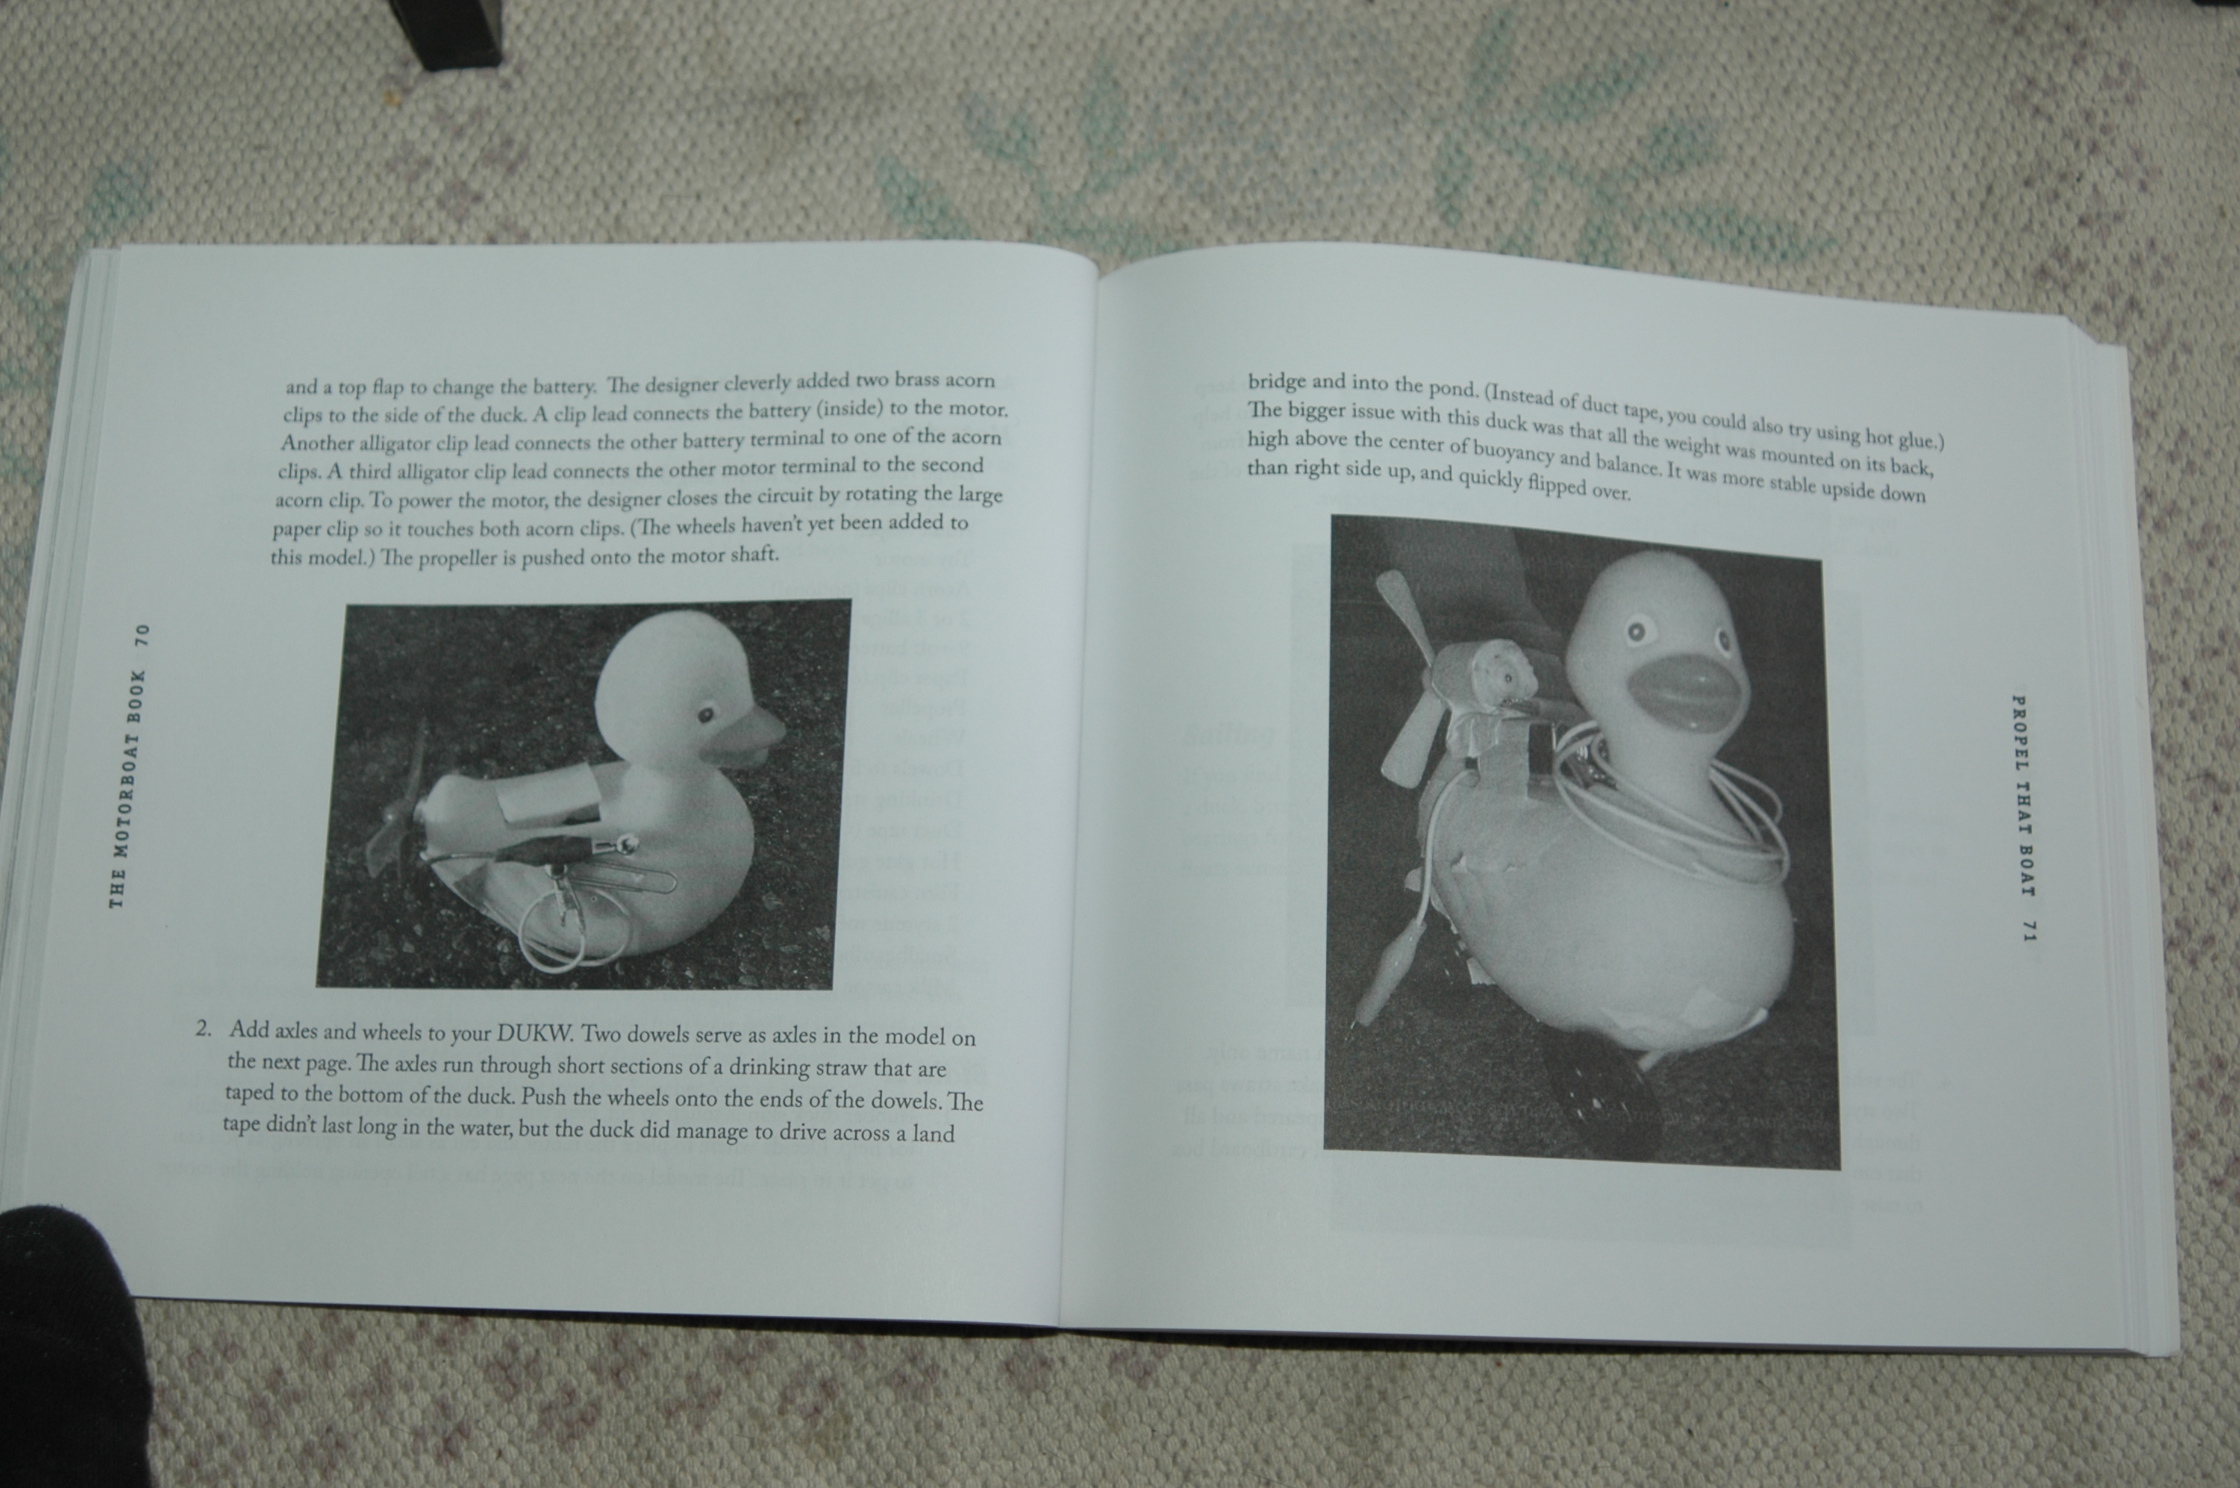 and a top flap to change the battery. The designer cleverly added two brass acorn
clips to the side of the duck. A clip lead connects the battery (inside) to the motor.
Another alligator clip lead connects the other battery terminal to one of the acorn
clips. A third alligator clip lead connects the other motor terminal to the second
acorn clip. To power the motor, the designer closes the circuit by rotating the large
paper clip so it touches both acorn clips. (The wheels haven't yet been added to
this model.) The propeller is pushed onto the motor shaft.
2. Add axles and wheels to your DUKW. Two dowels serve as axles in the model on
the next page. The axles run through short sections of a drinking straw that are
taped to the bottom of the duck. Push the wheels onto the ends of the dowels. The
tape didn't last long in the water, but the duck did manage to drive across a land
THE MOTORBOAT BOOK 70
bridge and into the pond. (Instead of duct tape, you could also try using hot glue.)
The bigger issue with this duck was that all the weight was mounted on its back,
high above the center of buoyancy and balance. It was more stable upside down
than right side up, and quickly flipped over.
PROPEL THAT BOAT 71